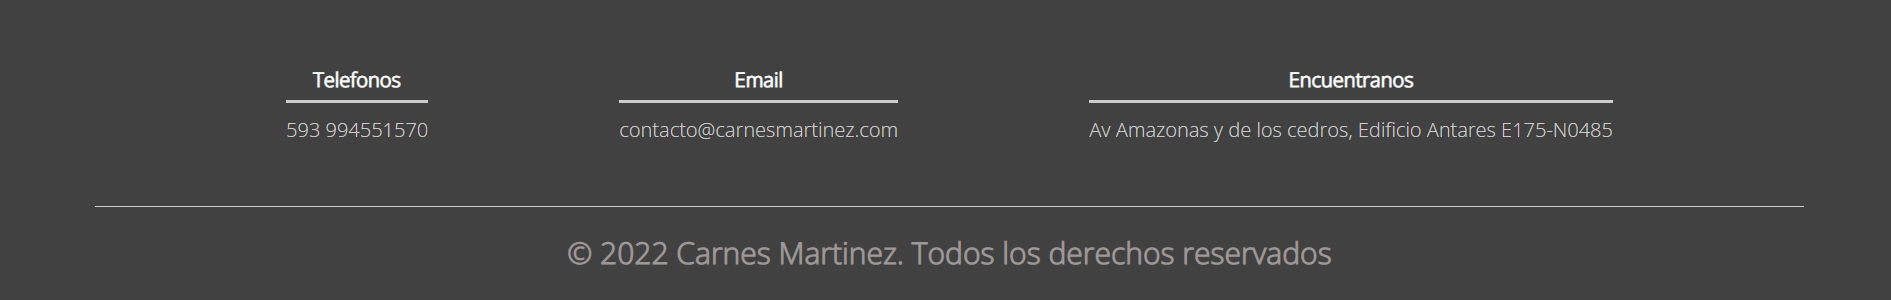 Telefonos
593 994551570
Email
contacto@carnesmartinez.com
Encuentranos
Av Amazonas y de los cedros, Edificio Antares E175-N0485
© 2022 Carnes Martinez. Todos los derechos reservados